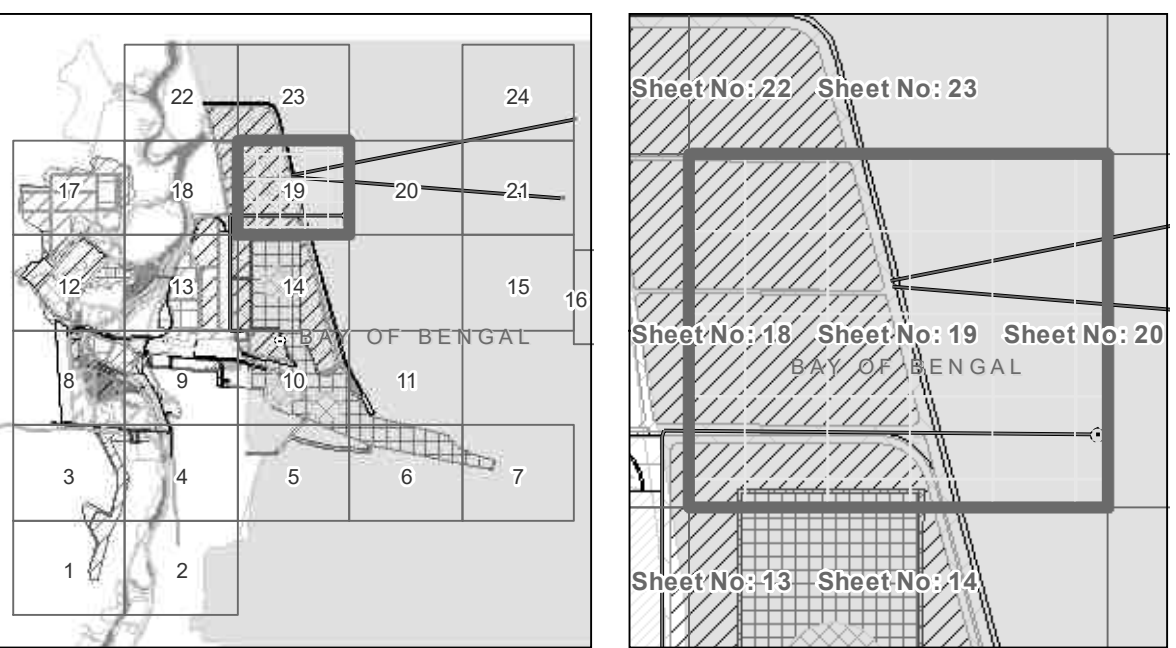 22 23 24
17 18 19 20 21
12 13 14 15 16
BAY OF BENGAL
8 9 10 11
3 4 5 6 7
1 2
Sheet No: 22 Sheet No: 23
Sheet No: 18 Sheet No: 19 Sheet No: 20
BAY OF BENGAL
Sheet No: 13 Sheet No: 14